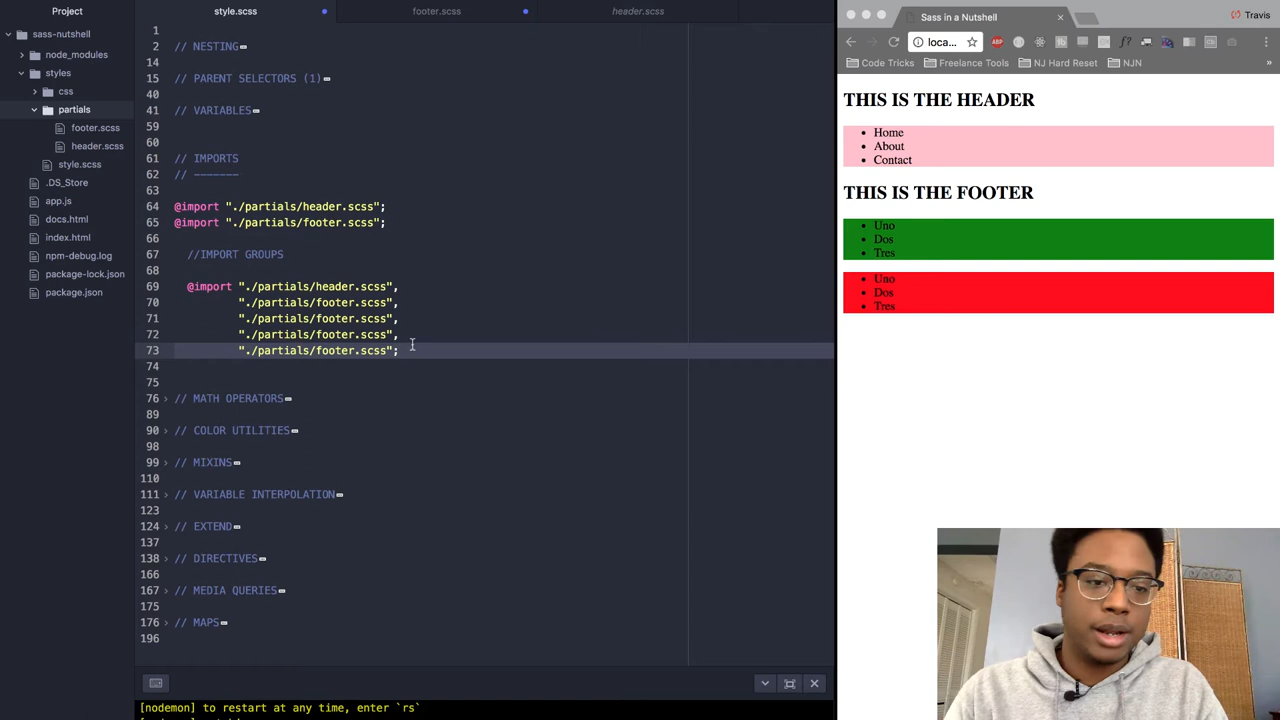 Project
sass-nutshell
node_modules
styles
css
partials
footer.scss
header.scss
style.scss
.DS_Store
app.js
docs.html
index.html
npm-debug.log
package-lock.json
package.json
style.scss
footer.scss
header.scss
1
2 // NESTING
14
15 // PARENT SELECTORS (1)
40
41 // VARIABLES
59
60
61 // IMPORTS
62 // -------
63
64 @import "./partials/header.scss";
65 @import "./partials/footer.scss";
66
67 //IMPORT GROUPS
68
69 @import "./partials/header.scss",
70 "./partials/footer.scss",
71 "./partials/footer.scss",
72 "./partials/footer.scss",
73 "./partials/footer.scss";
74
75
76 // MATH OPERATORS
89
90 // COLOR UTILITIES
98
99 // MIXINS
110
111 // VARIABLE INTERPOLATION
123
124 // EXTEND
137
138 // DIRECTIVES
166
167 // MEDIA QUERIES
175
176 // MAPS
196
[nodemon] to restart at any time, enter `rs`
Sass in a Nutshell
Travis
loca...
ABP
f?
Code Tricks
Freelance Tools
NJ Hard Reset
NJN
»
THIS IS THE HEADER
Home
About
Contact
THIS IS THE FOOTER
Uno
Dos
Tres
Uno
Dos
Tres